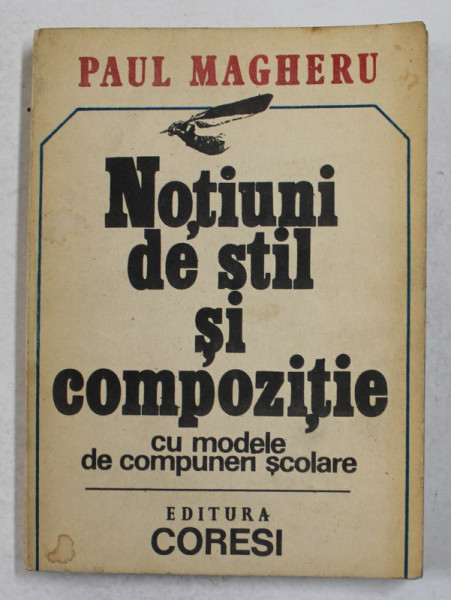 PAUL MAGHERU
Noțiuni
de stil
și
compoziție
cu modele
de compuneri școlare
EDITURA
CORESI